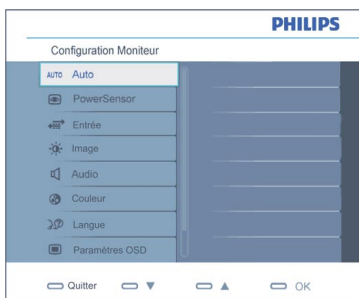 PHILIPS
Configuration Moniteur
AUTO Auto
PowerSensor
Entrée
Image
Audio
Couleur
Langue
Paramètres OSD
Quitter ▼ ▲ OK